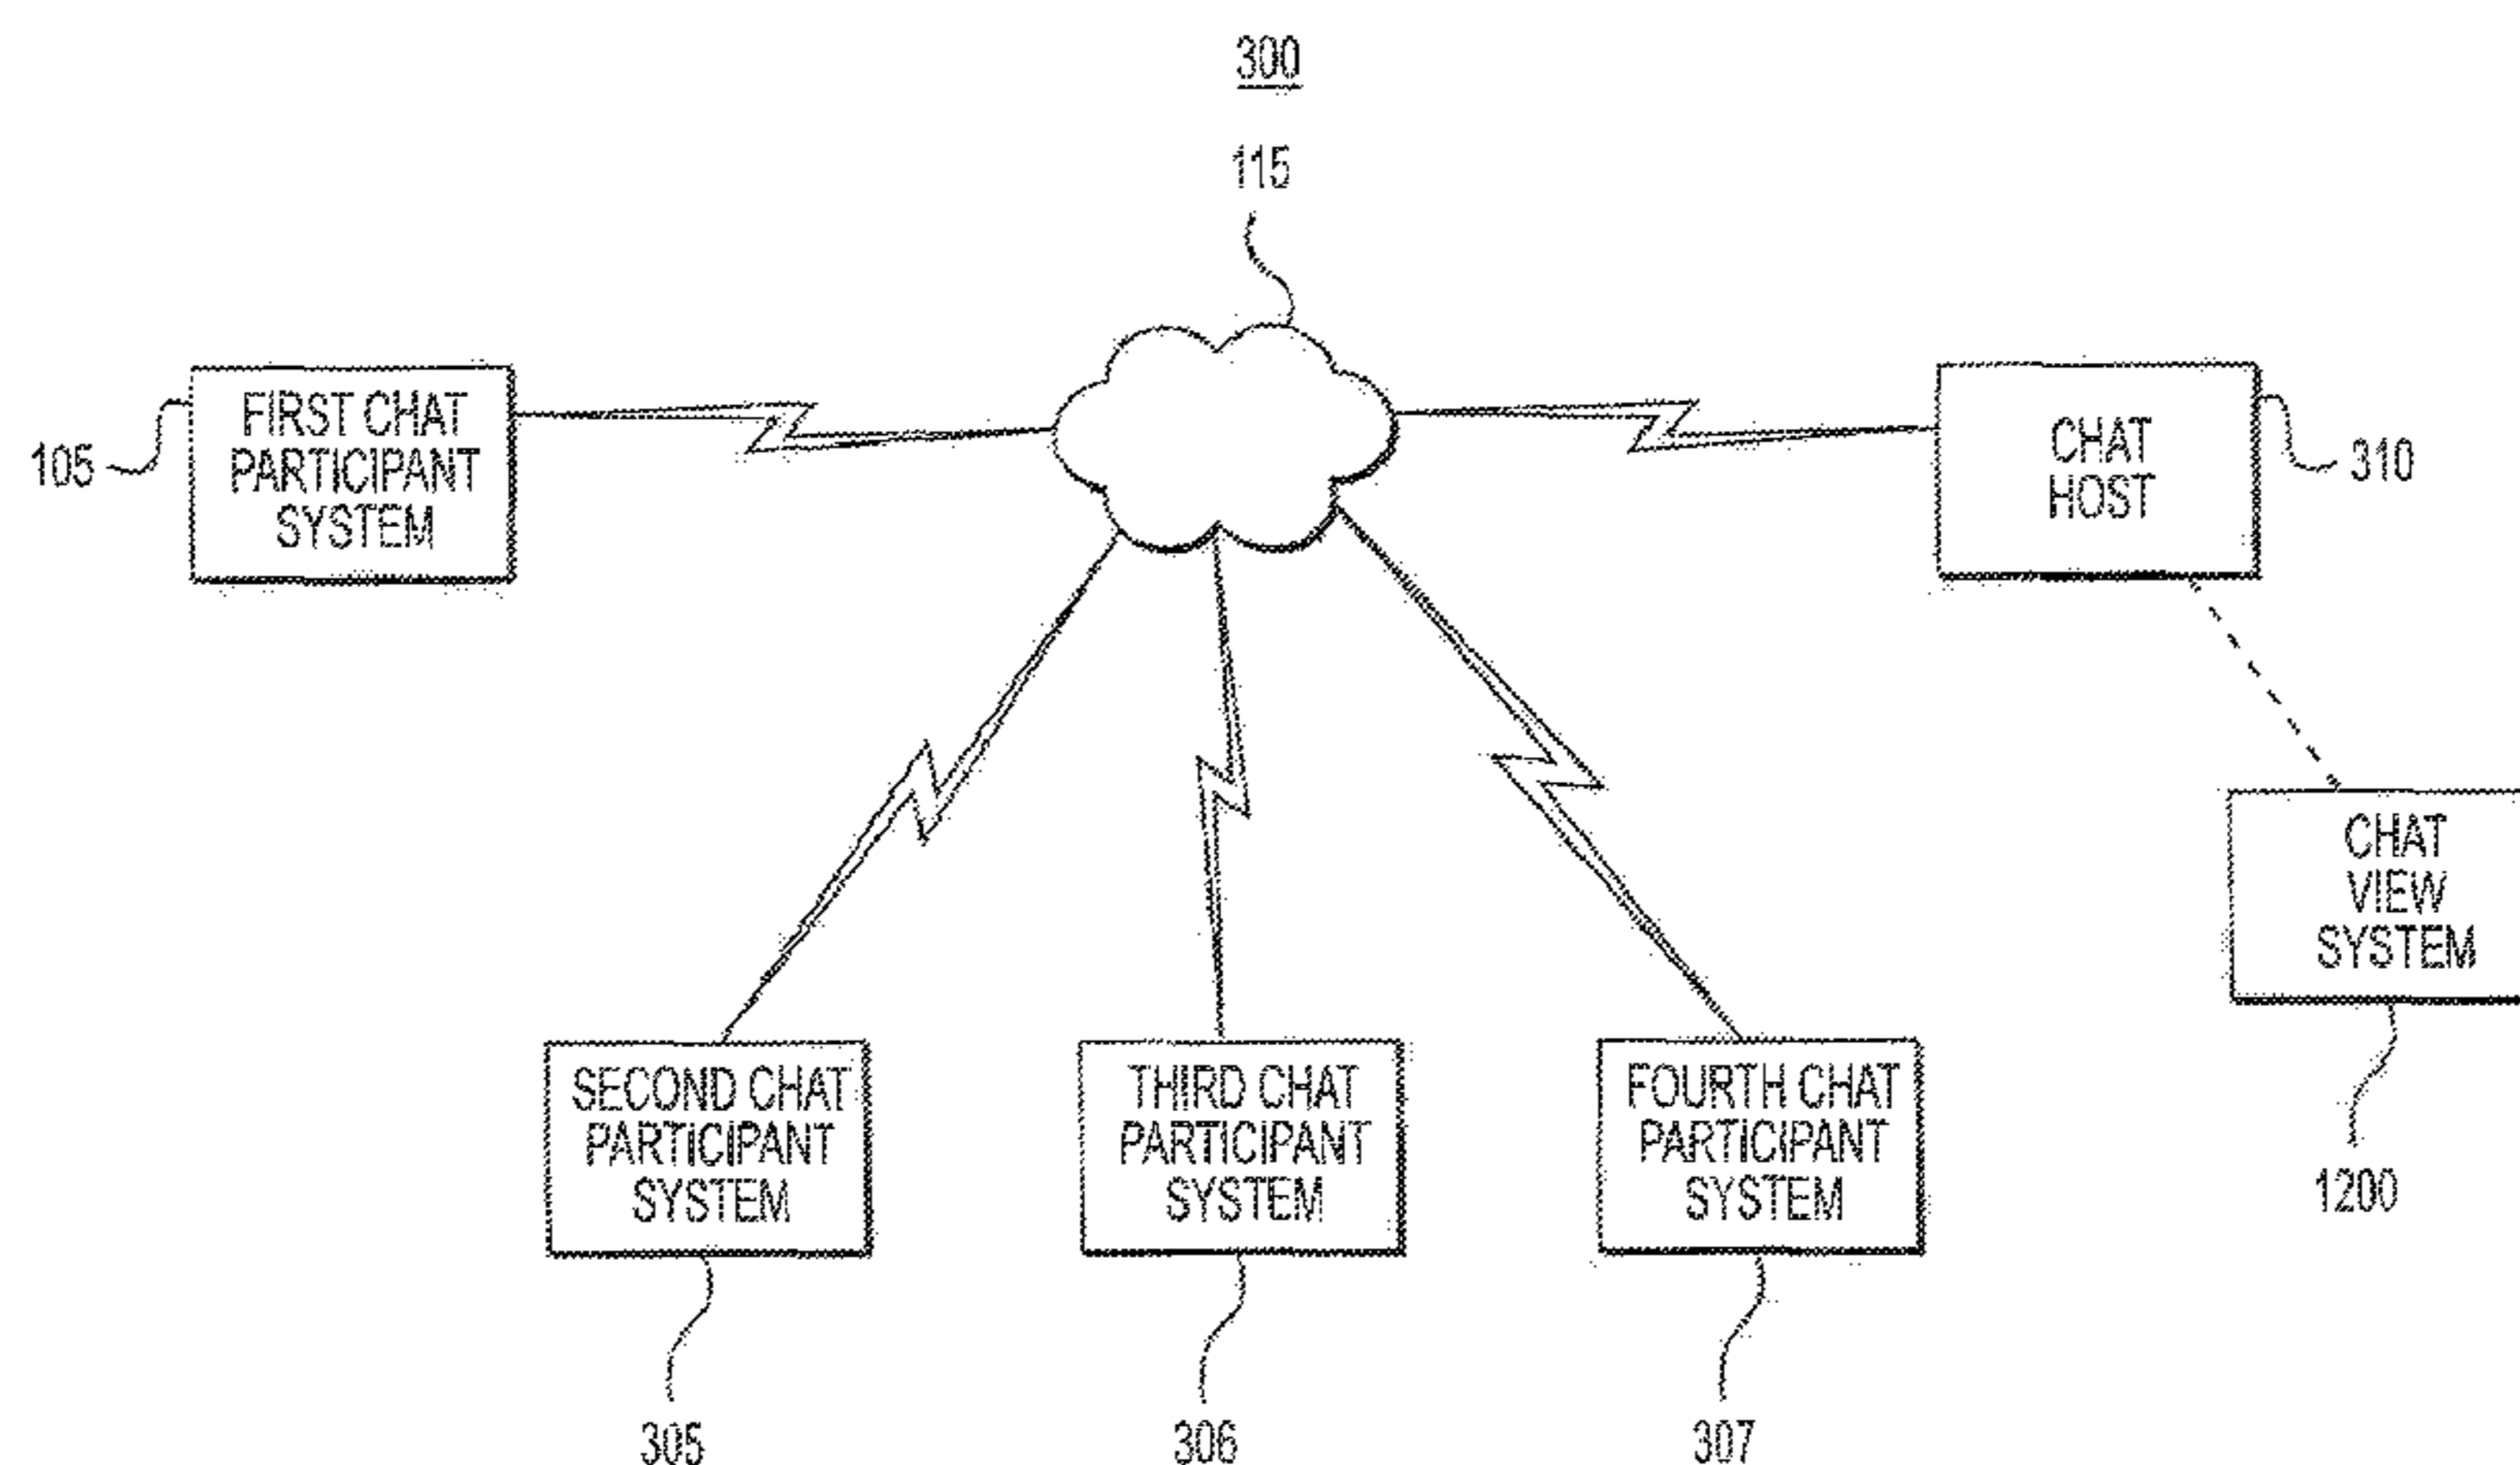 300
115
105
FIRST CHAT
PARTICIPANT
SYSTEM
CHAT
HOST
310
CHAT
VIEW
SYSTEM
1200
SECOND CHAT
PARTICIPANT
SYSTEM
305
THIRD CHAT
PARTICIPANT
SYSTEM
306
FOURTH CHAT
PARTICIPANT
SYSTEM
307